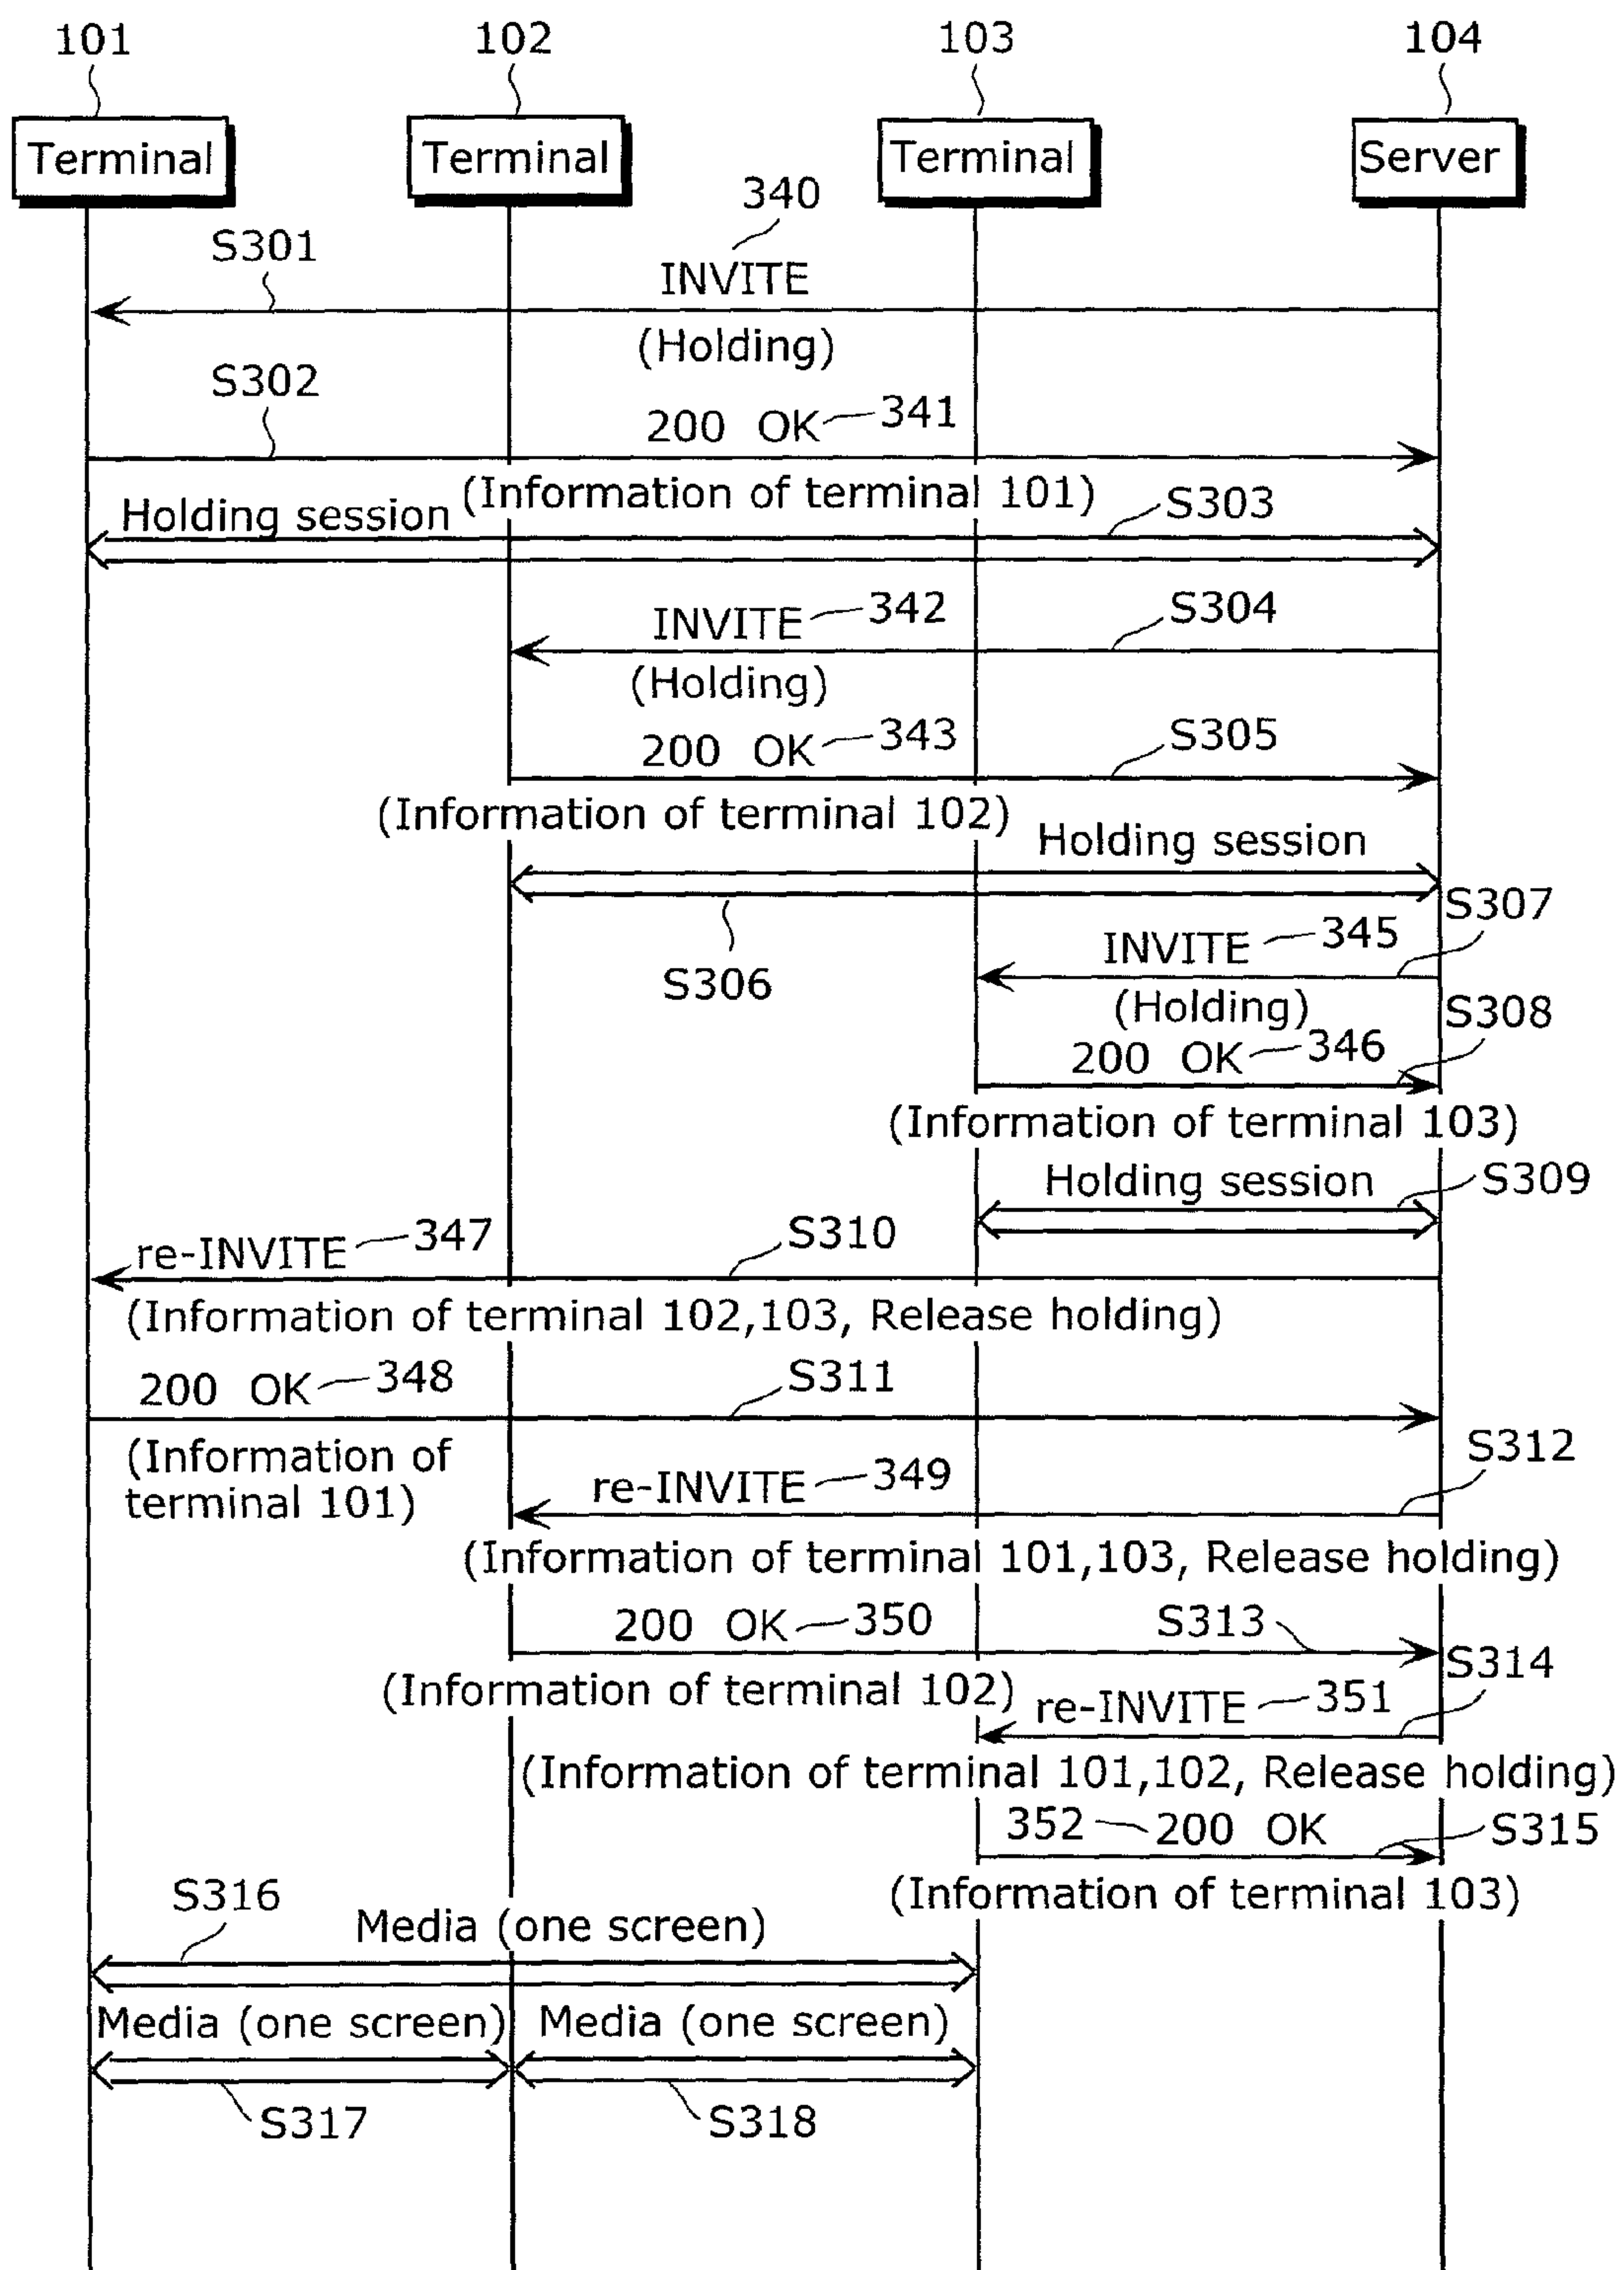 101
102
103
104
Terminal
Terminal
Terminal
Server
340
S301
INVITE
(Holding)
S302
200 OK
341
(Information of terminal 101)
Holding session
S303
INVITE
342
S304
(Holding)
200 OK
343
S305
(Information of terminal 102)
Holding session
S306
S307
INVITE
345
(Holding)
S308
200 OK
346
(Information of terminal 103)
Holding session
S309
re-INVITE
347
S310
(Information of terminal 102,103, Release holding)
200 OK
348
S311
(Information of
terminal 101)
S312
re-INVITE
349
(Information of terminal 101,103, Release holding)
200 OK
350
S313
(Information of terminal 102)
S314
re-INVITE
351
(Information of terminal 101,102, Release holding)
352
200 OK
S315
(Information of terminal 103)
S316
Media (one screen)
Media (one screen)
Media (one screen)
S317
S318